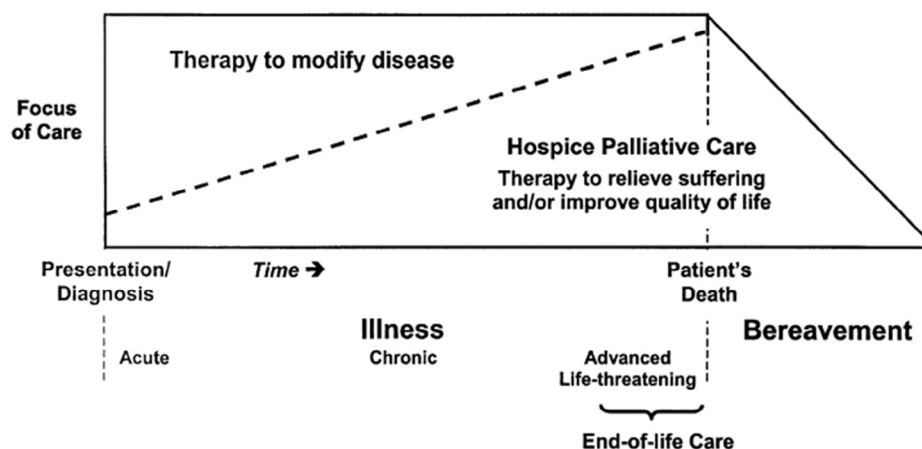 Therapy to modify disease
Focus
of Care
Hospice Palliative Care
Therapy to relieve suffering
and/or improve quality of life
Presentation/
Diagnosis
Time →
Patient's
Death
Illness
Bereavement
Acute
Chronic
Advanced
Life-threatening
End-of-life Care